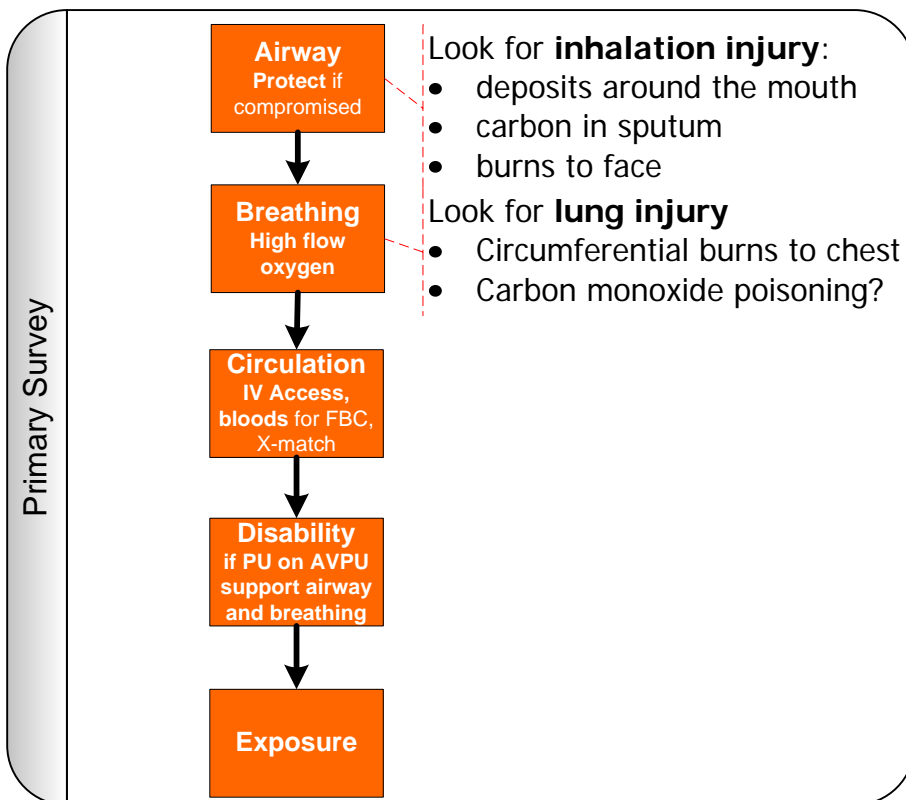 Primary Survey
Airway
Protect if
compromised
Look for inhalation injury:
• deposits around the mouth
• carbon in sputum
• burns to face
Breathing
High flow
oxygen
Look for lung injury
• Circumferential burns to chest
• Carbon monoxide poisoning?
Circulation
IV Access,
bloods for FBC,
X-match
Disability
if PU on AVPU
support airway
and breathing
Exposure